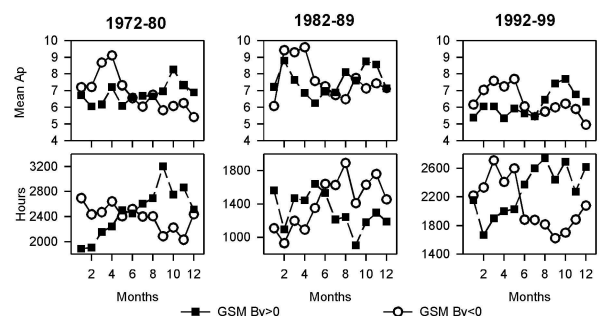 1972-80 1982-89 1992-99
Mean Ap
10 9 8 7 6 5 4
10 9 8 7 6 5 4
10 9 8 7 6 5 4
Hours
3200 2800 2400 2000
1800 1600 1400 1200 1000
2600 2200 1800 1400
2 4 6 8 10 12 2 4 6 8 10 12 2 4 6 8 10 12
Months Months Months
GSM By>0 GSM By<0